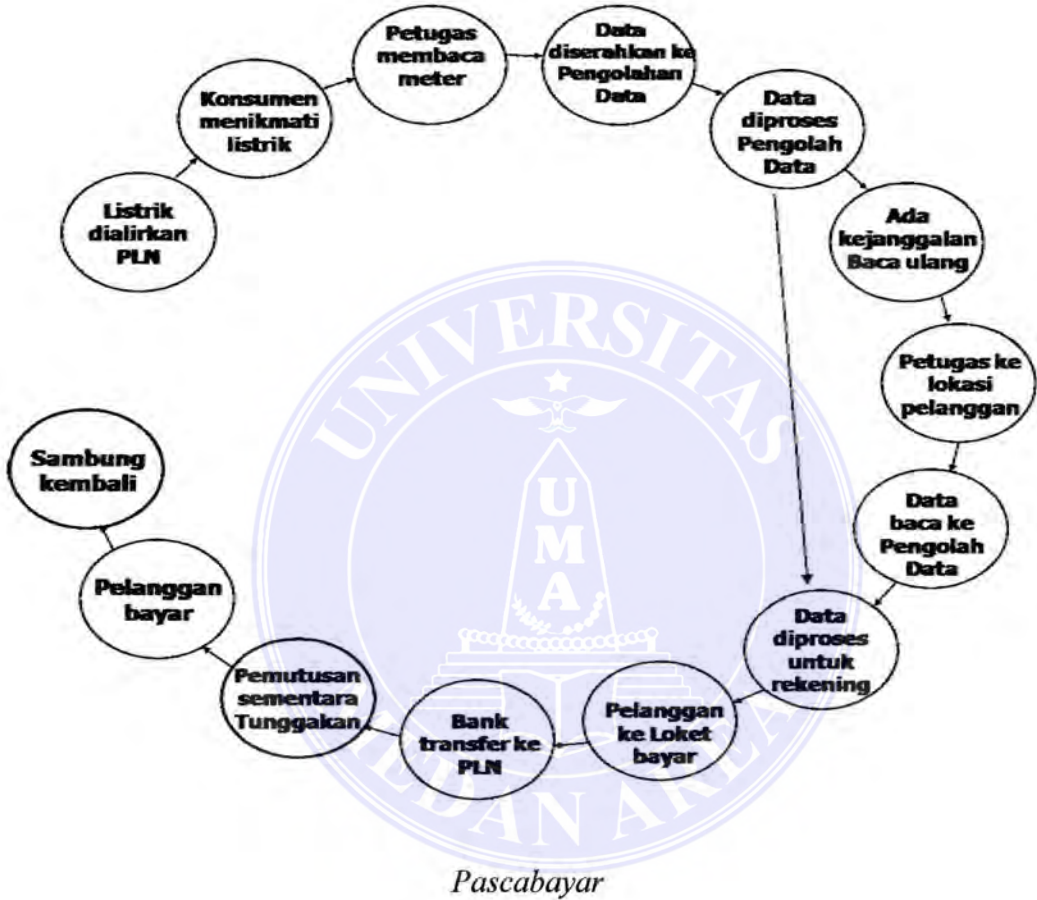 Listrik
dialirkan
PLN
Konsumen
menikmati
listrik
Petugas
membaca
meter
Data
diserahkan ke
Pengolahan
Data
Data
diproses
Pengolah
Data
Ada
kejanggalan
Baca ulang
Petugas ke
lokasi
pelanggan
Data
baca ke
Pengolah
Data
Data
diproses
untuk
rekening
Pelanggan
ke Loket
bayar
Bank
transfer ke
PLN
Pemutusan
sementara
Tunggakan
Pelanggan
bayar
Sambung
kembali
UNIVERSITAS
UMA
MEDAN AREA
Pascabayar